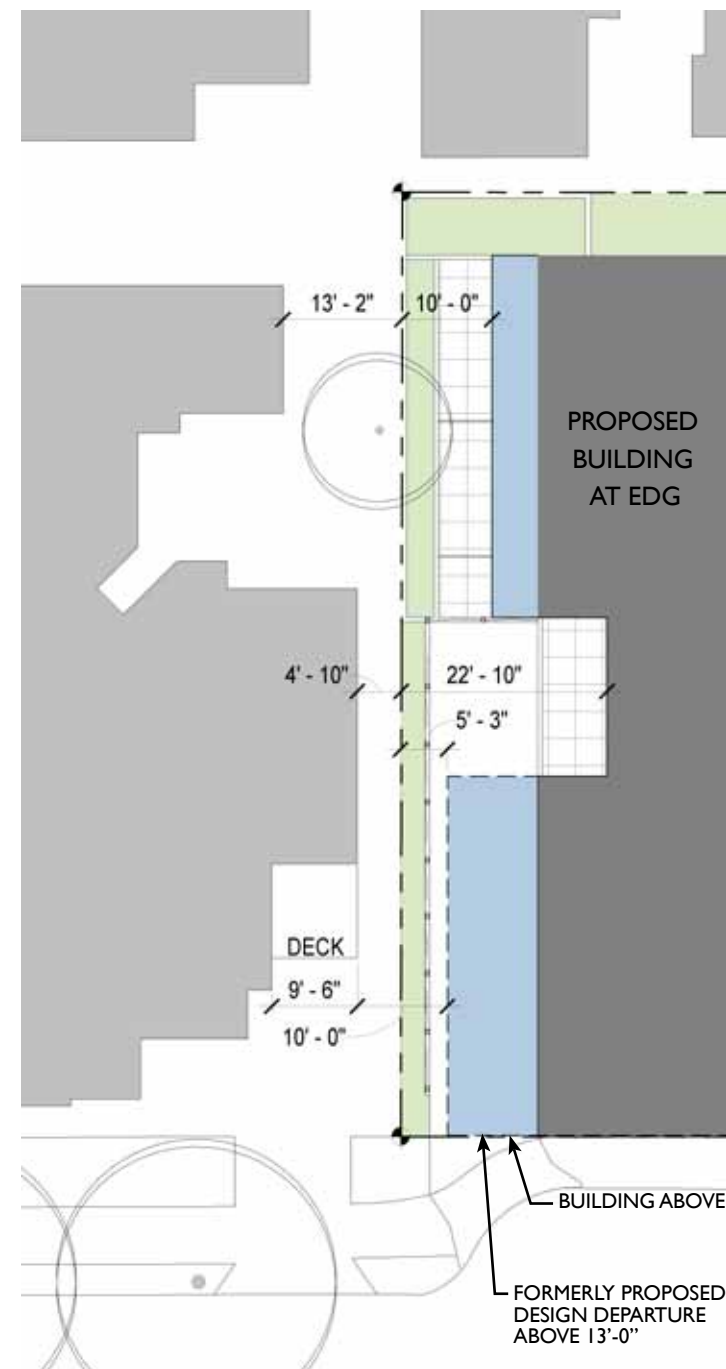 13' - 2" 10' - 0"
PROPOSED
BUILDING
AT EDG
4' - 10" 22' - 10"
5' - 3"
DECK
9' - 6"
10' - 0"
BUILDING ABOVE
FORMERLY PROPOSED
DESIGN DEPARTURE
ABOVE 13'-0"